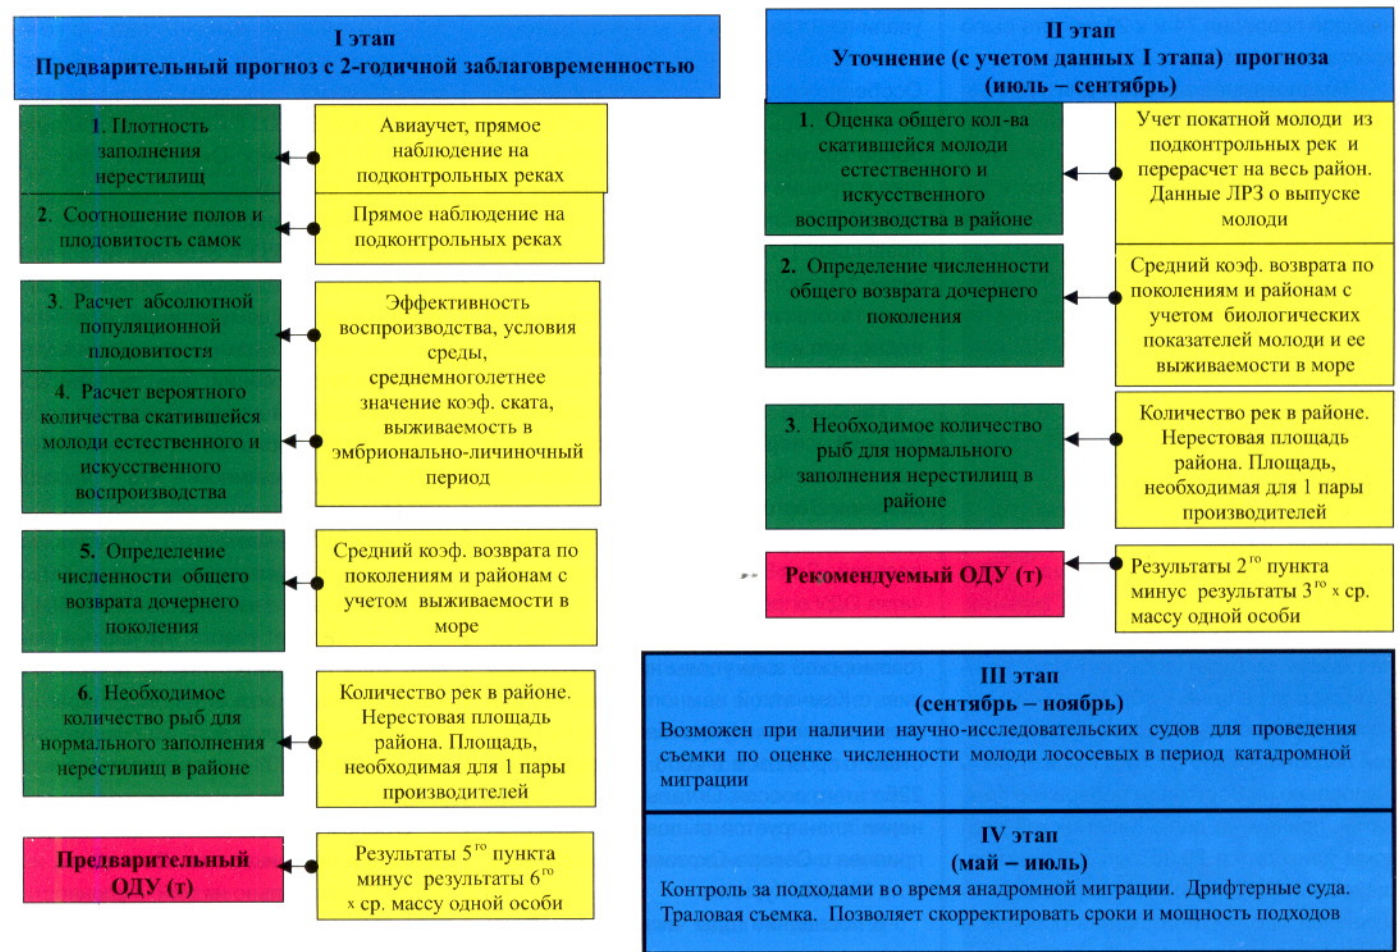 I этап
Предварительный прогноз с 2-годичной заблаговременностью
1. Плотность
заполнения
нерестилищ
Авиаучет, прямое
наблюдение на
подконтрольных реках
2. Соотношение полов и
плодовитость самок
Прямое наблюдение на
подконтрольных реках
3. Расчет абсолютной
популяционной
плодовитостя
4. Расчет вероятного
количества скатившейся
молоди естественного и
искусственного
воспроизводства
Эффективность
воспроизводства, условия
среды,
среднемноголетнее
значение коэф. ската,
выживаемость в
эмбрионально-личиночный
период
5. Определение
численности общего
возврата дочернего
поколения
Средний коэф. возврата по
поколениям и районам с
учетом выживаемости в
море
6. Необходимое
количество рыб для
нормального заполнения
нерестилищ в районе
Количество рек в районе.
Нерестовая площадь
района. Площадь,
необходимая для 1 пары
производителей
Предварительный
ОДУ (т)
Результаты 5го пункта
минус результаты 6го
х ср. массу одной особи
II этап
Уточнение (с учетом данных I этапа) прогноза
(июль – сентябрь)
1. Оценка общего кол-ва
скатившейся молоди
естественного и
искусственного
воспроизводства в районе
Учет покатной молоди из
подконтрольных рек и
перерасчет на весь район.
Данные ЛРЗ о выпуске
молоди
2. Определение численности
общего возврата дочернего
поколения
Средний коэф. возврата по
поколениям и районам с
учетом биологических
показателей молоди и ее
выживаемости в море
3. Необходимое количество
рыб для нормального
заполнения нерестилищ в
районе
Количество рек в районе.
Нерестовая площадь
района. Площадь,
необходимая для 1 пары
производителей
Рекомендуемый ОДУ (т)
Результаты 2го пункта
минус результаты 3го х ср.
массу одной особи
III этап
(сентябрь – ноябрь)
Возможен при наличии научно-исследовательских судов для проведения
съемки по оценке численности молоди лососевых в период катадромной
миграции
IV этап
(май – июль)
Контроль за подходами во время анадромной миграции. Дрифтерные суда.
Траловая съемка. Позволяет скорректировать сроки и мощность подходов